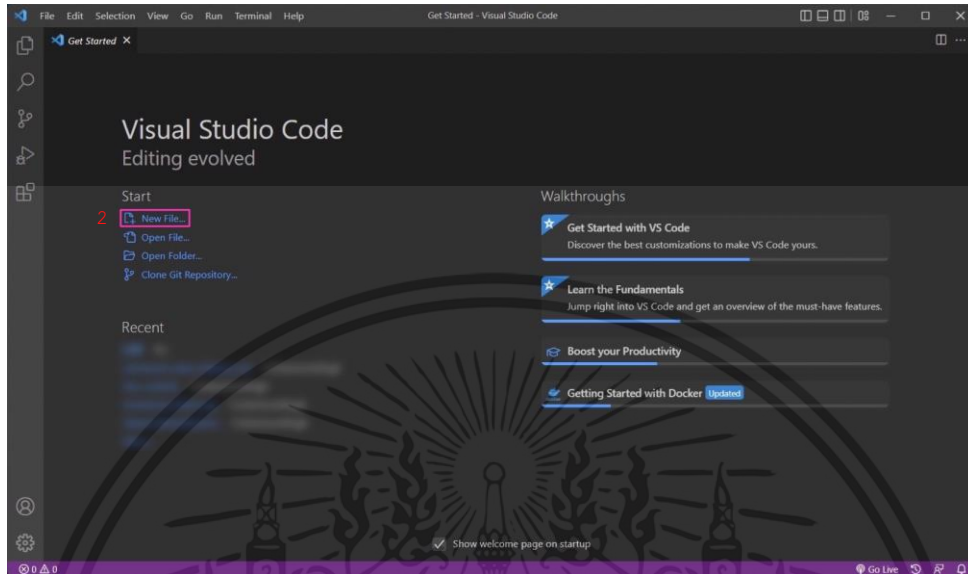 File Edit Selection View Go Run Terminal Help
Get Started - Visual Studio Code
Get Started
Visual Studio Code
Editing evolved
Start
2 New File...
Open File...
Open Folder...
Clone Git Repository...
Recent
Walkthroughs
Get Started with VS Code
Discover the best customizations to make VS Code yours.
Learn the Fundamentals
Jump right into VS Code and get an overview of the must-have features.
Boost your Productivity
Getting Started with Docker Updated
Show welcome page on startup
0 0
Go Live